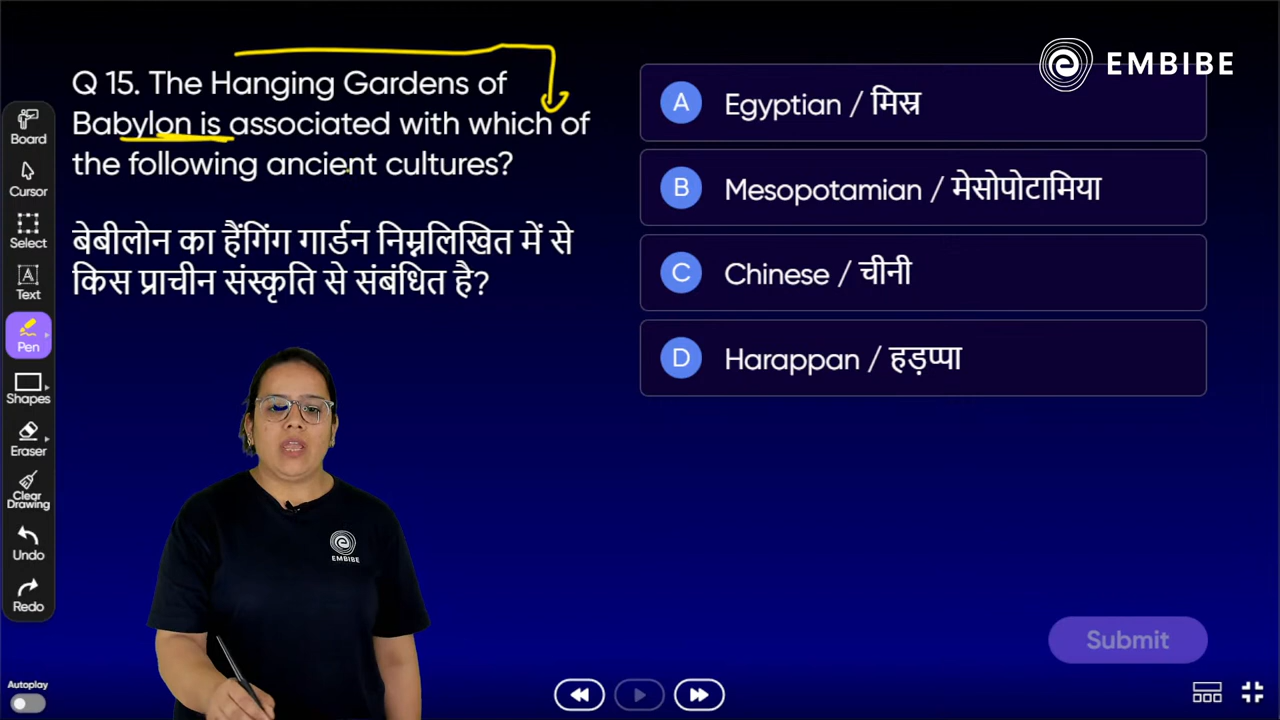 EMBIBE
Q 15. The Hanging Gardens of
Babylon is associated with which of
the following ancient cultures?
बेबीलोन का हैंगिंग गार्डन निम्नलिखित में से
किस प्राचीन संस्कृति से संबंधित है?
A Egyptian / मिस्र
B Mesopotamian / मेसोपोटामिया
C Chinese / चीनी
D Harappan / हड़प्पा
Board
Cursor
Select
A
Text
Pen
Shapes
Eraser
Clear
Drawing
Undo
Redo
Autoplay
EMBIBE
Submit